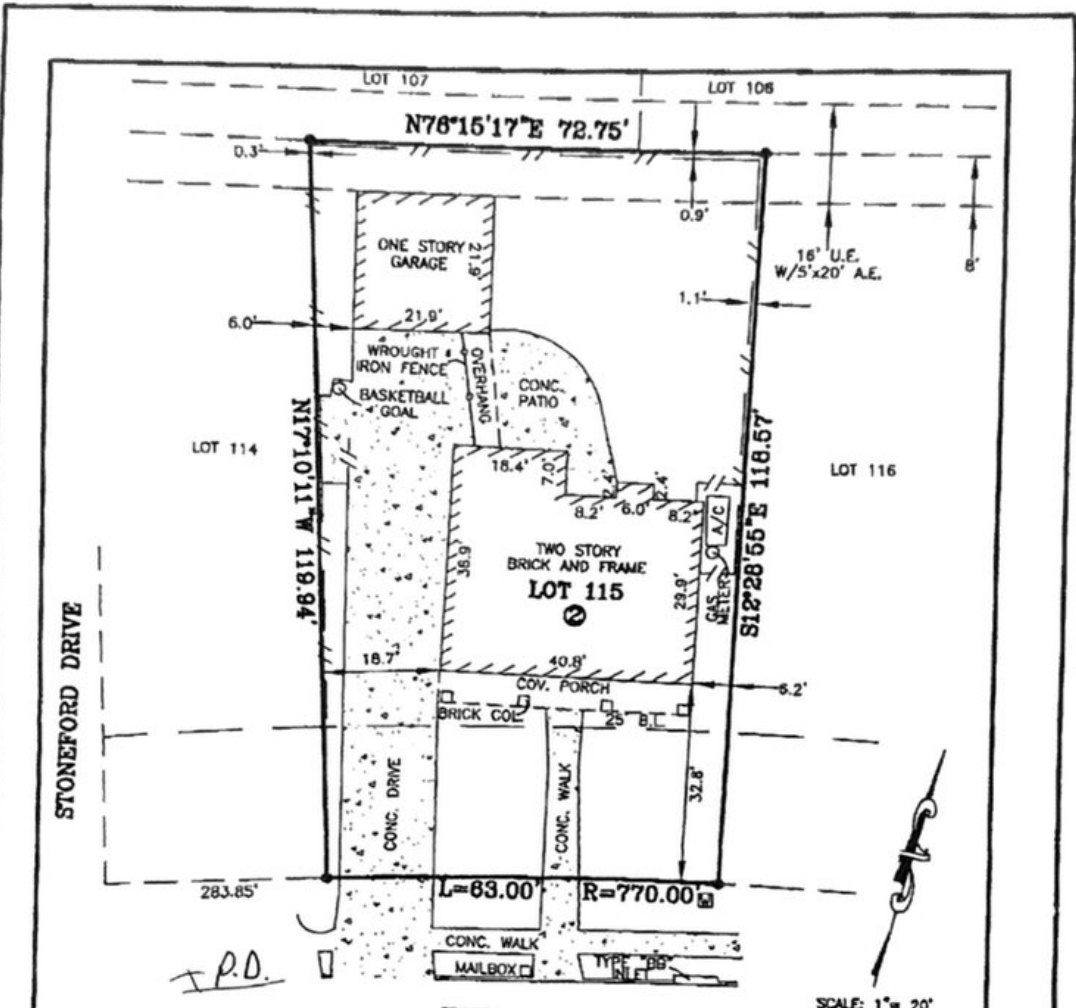 LOT 107
LOT 106
N76°15'17"E 72.75'
0.3'
0.9'
16' U.E.
W/5'x20' A.E.
8'
ONE STORY
GARAGE
21.9'
21.9'
1.1'
6.0'
WROUGHT
IRON FENCE
OVERHANG
BASKETBALL
GOAL
CONC.
PATIO
LOT 114
N17°10'11"W 119.94'
LOT 116
S12°28'55"E 118.57'
18.4'
7.0'
2.4'
2.4'
8.2'
6.0'
8.2'
A/C
GAS
METER
TWO STORY
BRICK AND FRAME
LOT 115
2
36.9'
29.9'
STONEFORD DRIVE
18.7'
40.8'
COV. PORCH
6.2'
BRICK COL.
25' B.L.
CONC. DRIVE
CONC. WALK
32.8'
283.85'
L=63.00'
R=770.00'
W
P.D.
CONC. WALK
MAILBOX
TYPE "BB"
INLET
SCALE: 1"= 20'